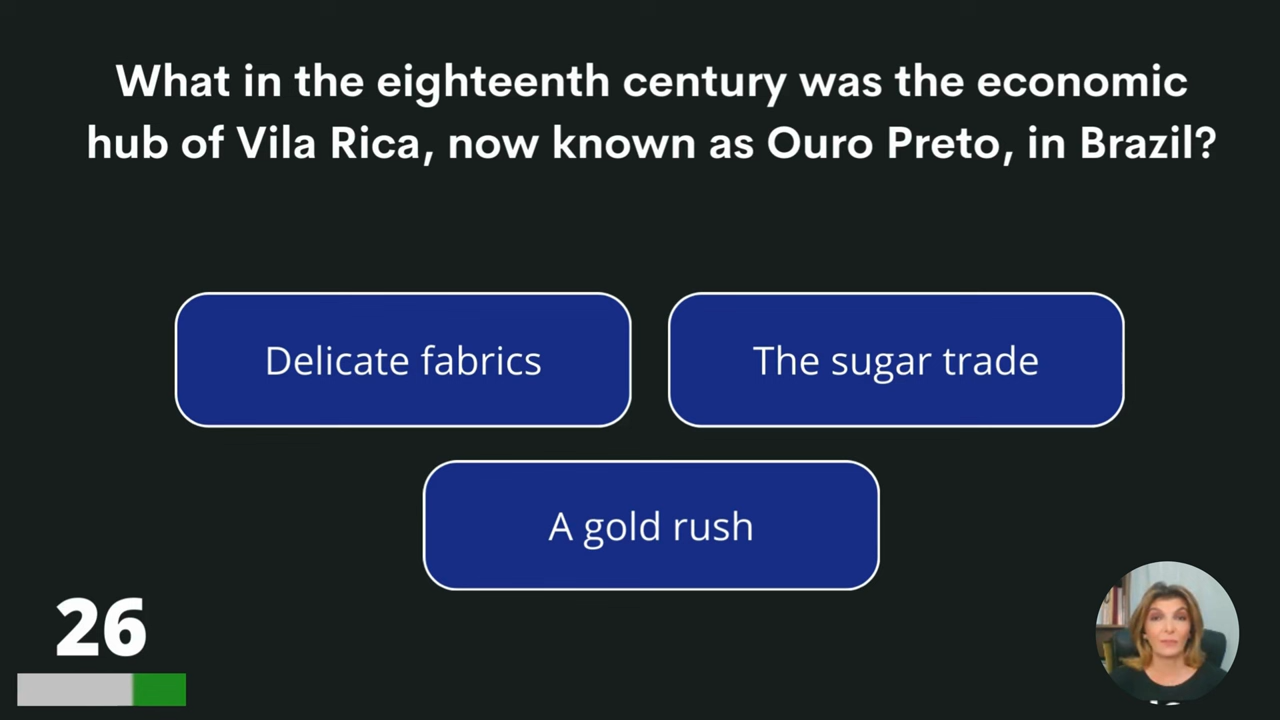 What in the eighteenth century was the economic
hub of Vila Rica, now known as Ouro Preto, in Brazil?
Delicate fabrics
The sugar trade
A gold rush
26